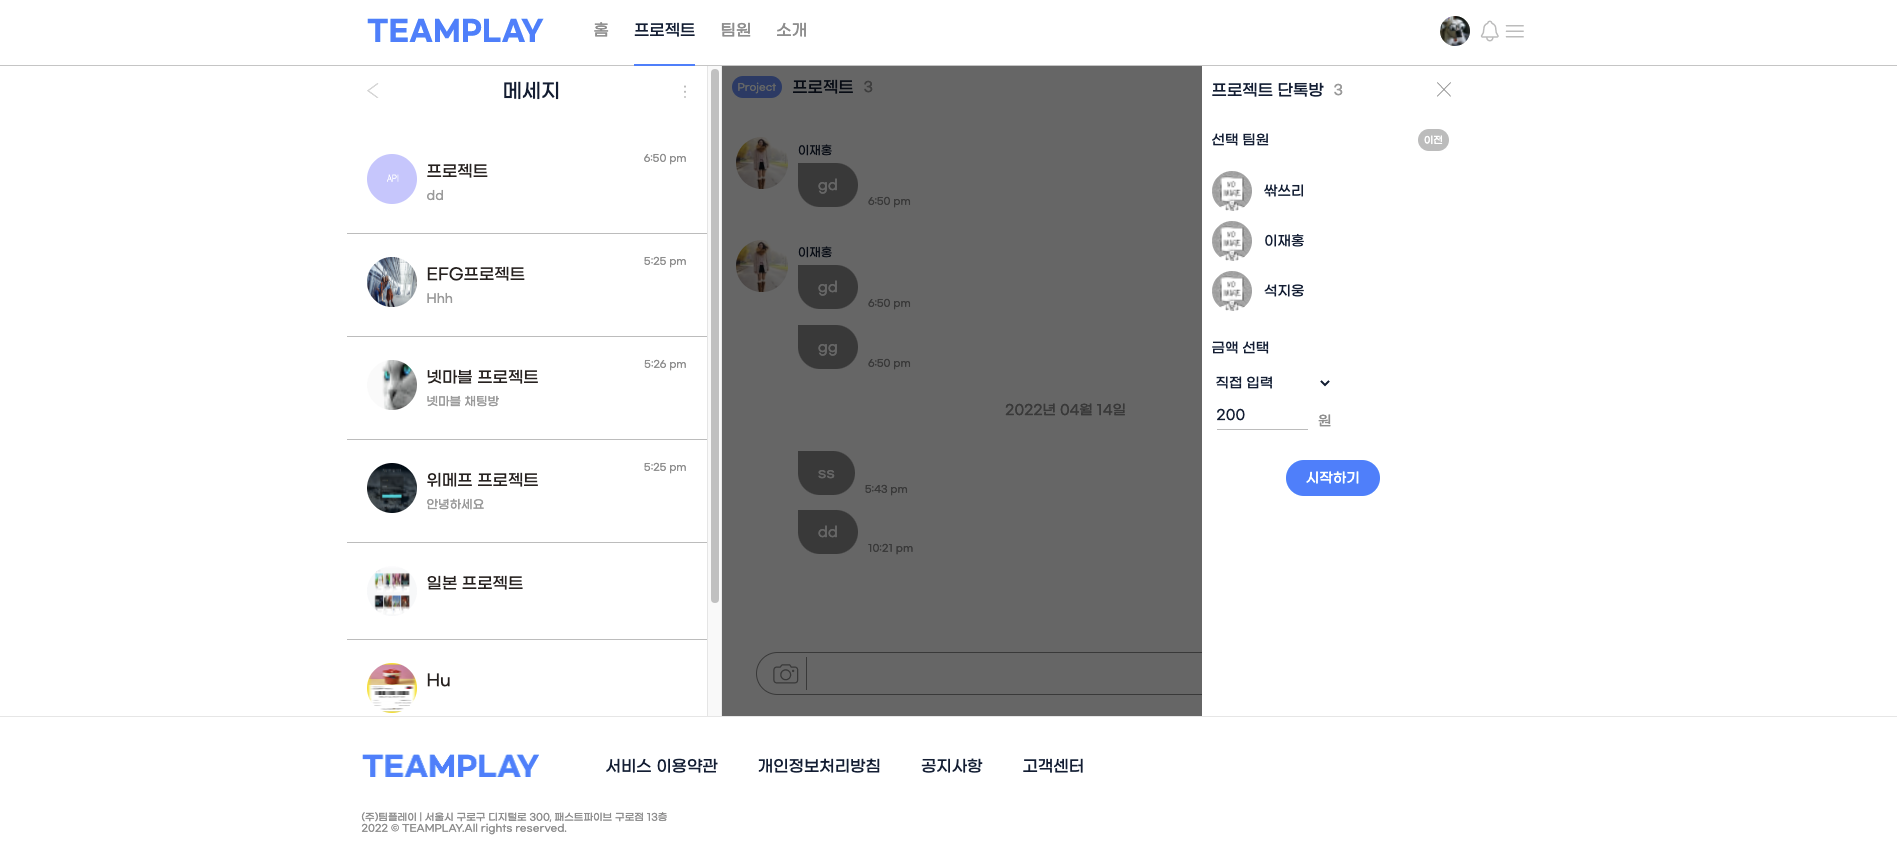 TEAMPLAY
홈 프로젝트 팀원 소개
메세지
API
프로젝트
6:50 pm
dd
EFG프로젝트
5:25 pm
Hhh
넷마블 프로젝트
5:26 pm
넷마블 채팅방
위메프 프로젝트
5:25 pm
안녕하세요
일본 프로젝트
Hu
Project 프로젝트 3
이재홍
gd
6:50 pm
이재홍
gd
6:50 pm
gg
6:50 pm
2022년 04월 14일
ss
5:43 pm
dd
10:21 pm
프로젝트 단톡방 3
선택 팀원
이전
NO
IMAGE
쌲쓰리
NO
IMAGE
이재홍
NO
IMAGE
석지웅
금액 선택
직접 입력
200 원
시작하기
TEAMPLAY
서비스 이용약관 개인정보처리방침 공지사항 고객센터
(주)팀플레이 | 서울시 구로구 디지털로 300, 패스트파이브 구로점 13층
2022 © TEAMPLAY.All rights reserved.